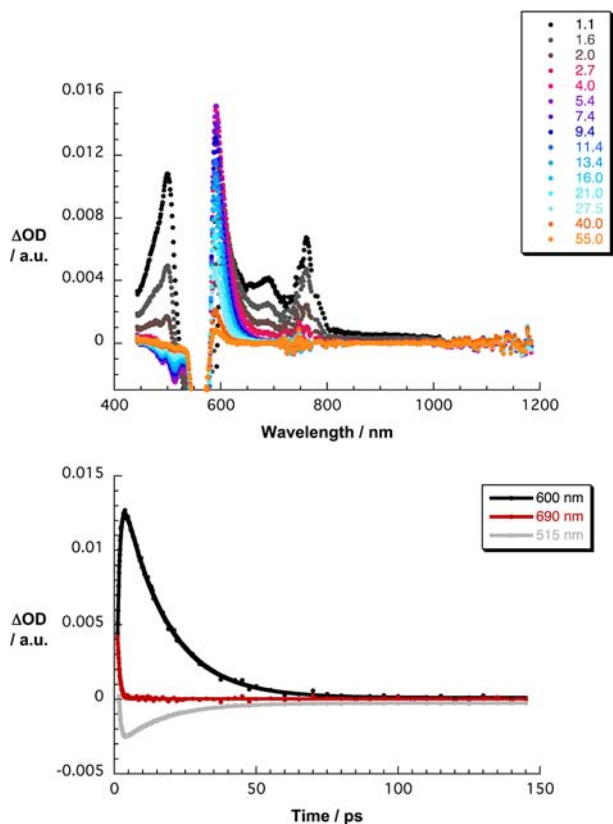 1.1
1.6
2.0
2.7
4.0
5.4
7.4
9.4
11.4
13.4
16.0
21.0
27.5
40.0
55.0
0.016
0.012
0.008
0.004
0
ΔOD
/ a.u.
400 600 800 1000 1200
Wavelength / nm
600 nm
690 nm
515 nm
0.015
0.01
0.005
0
-0.005
ΔOD
/ a.u.
0 50 100 150
Time / ps